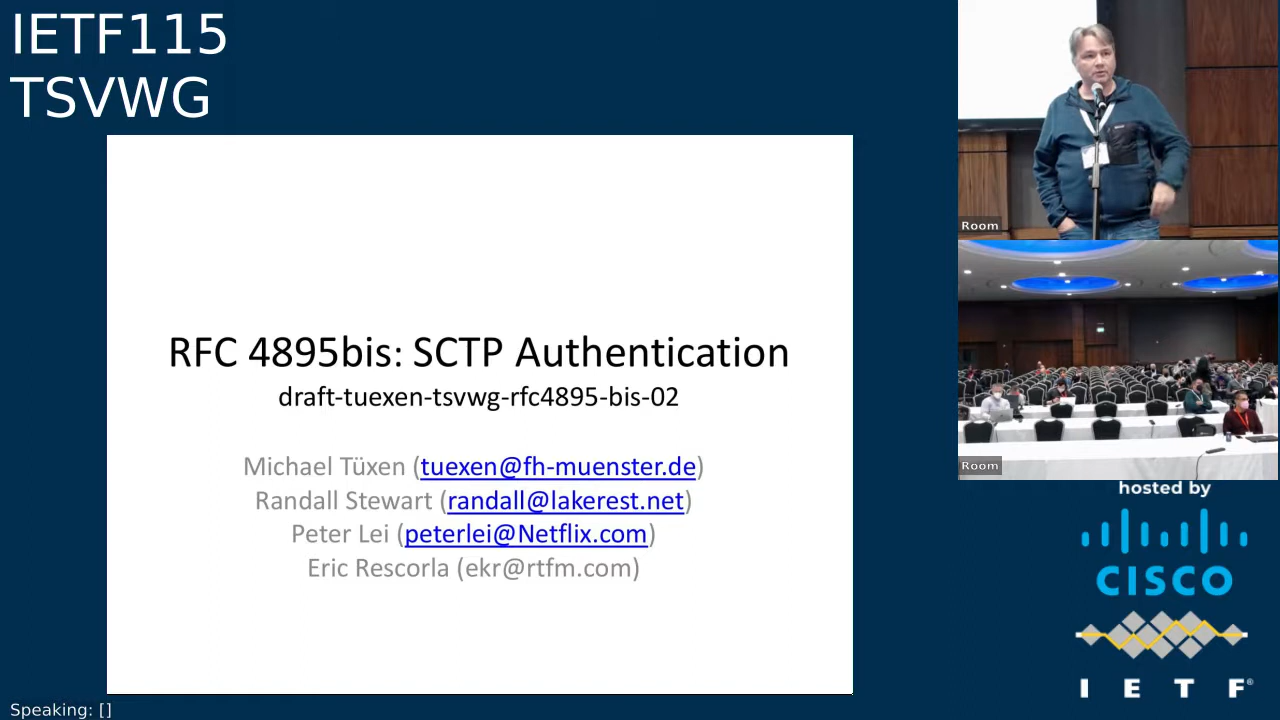 IETF115
TSVWG
RFC 4895bis: SCTP Authentication
draft-tuexen-tsvwg-rfc4895-bis-02
Michael Tüxen (tuexen@fh-muenster.de)
Randall Stewart (randall@lakerest.net)
Peter Lei (peterlei@Netflix.com)
Eric Rescorla (ekr@rtfm.com)
Room
Room
hosted by
CISCO
I E T F®
Speaking: []